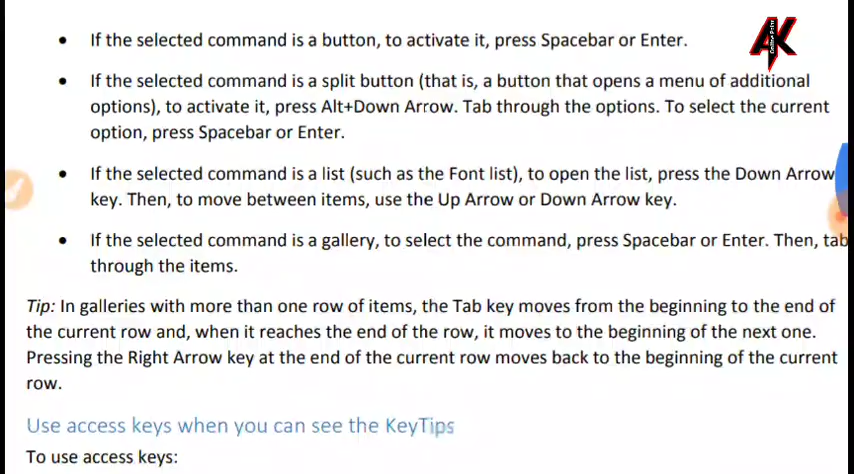 AK
Online Point
• If the selected command is a button, to activate it, press Spacebar or Enter.
• If the selected command is a split button (that is, a button that opens a menu of additional
options), to activate it, press Alt+Down Arrow. Tab through the options. To select the current
option, press Spacebar or Enter.
• If the selected command is a list (such as the Font list), to open the list, press the Down Arrow
key. Then, to move between items, use the Up Arrow or Down Arrow key.
• If the selected command is a gallery, to select the command, press Spacebar or Enter. Then, tab
through the items.
Tip: In galleries with more than one row of items, the Tab key moves from the beginning to the end of
the current row and, when it reaches the end of the row, it moves to the beginning of the next one.
Pressing the Right Arrow key at the end of the current row moves back to the beginning of the current
row.
Use access keys when you can see the KeyTips
To use access keys: